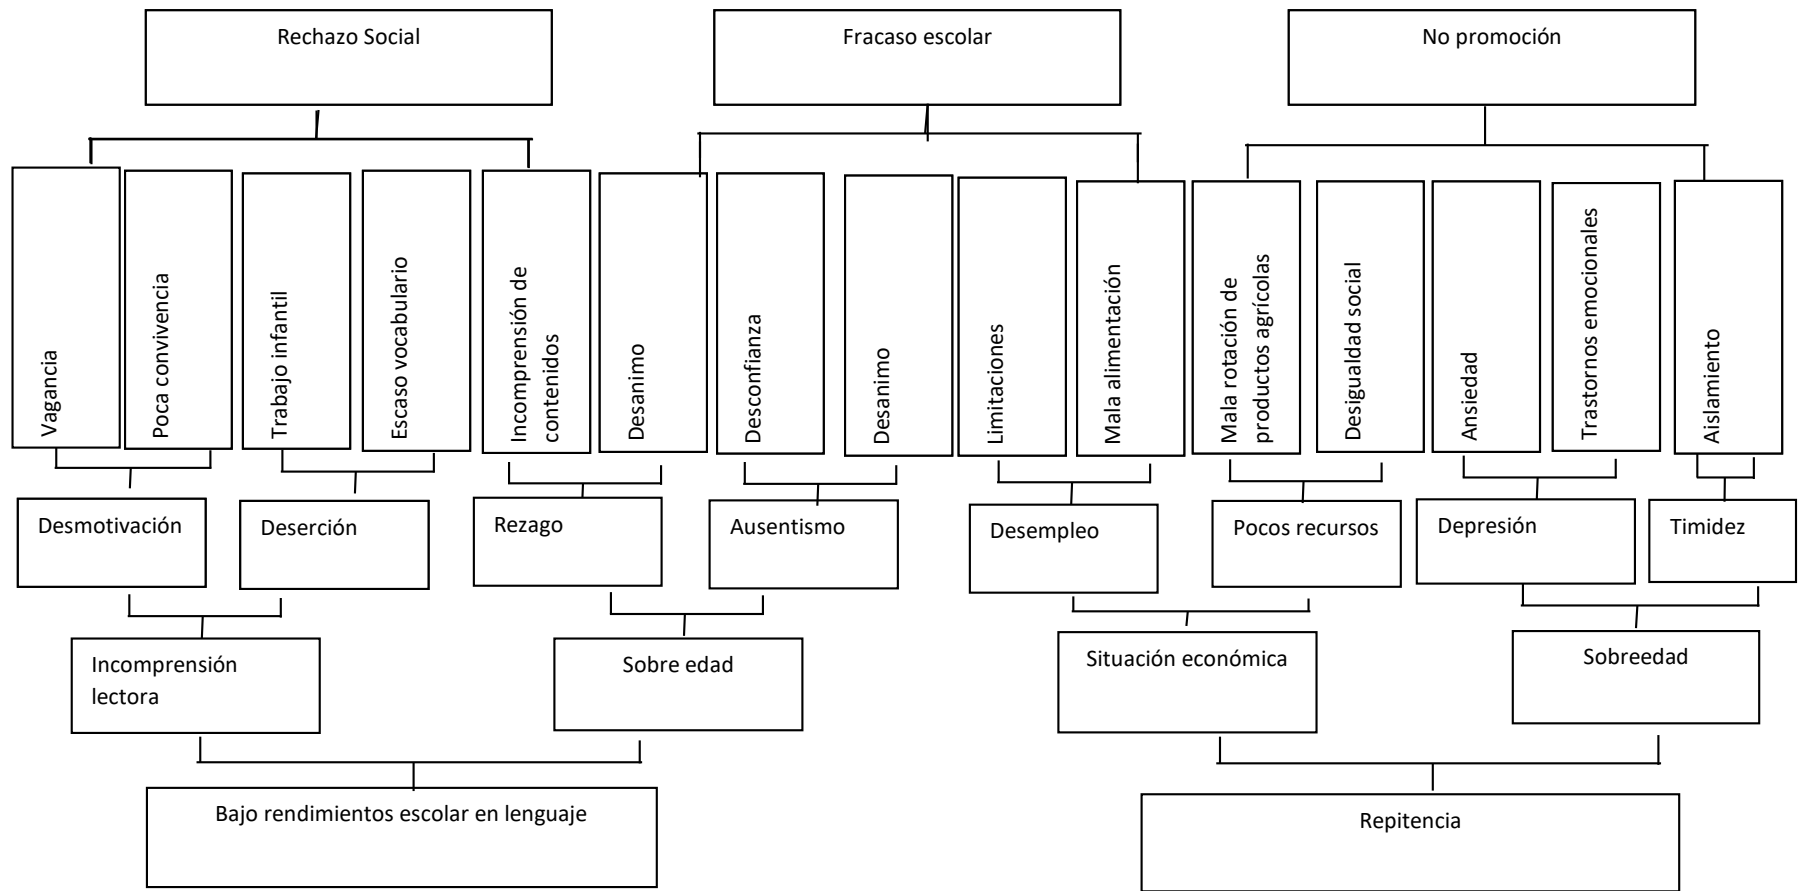 Rechazo Social
Fracaso escolar
No promoción
Vagancia
Poca convivencia
Trabajo infantil
Escaso vocabulario
Incomprensión de
contenidos
Desanimo
Desconfianza
Desanimo
Limitaciones
Mala alimentación
Mala rotación de
productos agrícolas
Desigualdad social
Ansiedad
Trastornos emocionales
Aislamiento
Desmotivación
Deserción
Rezago
Ausentismo
Desempleo
Pocos recursos
Depresión
Timidez
Incomprensión
lectora
Sobre edad
Situación económica
Sobreedad
Bajo rendimientos escolar en lenguaje
Repitencia